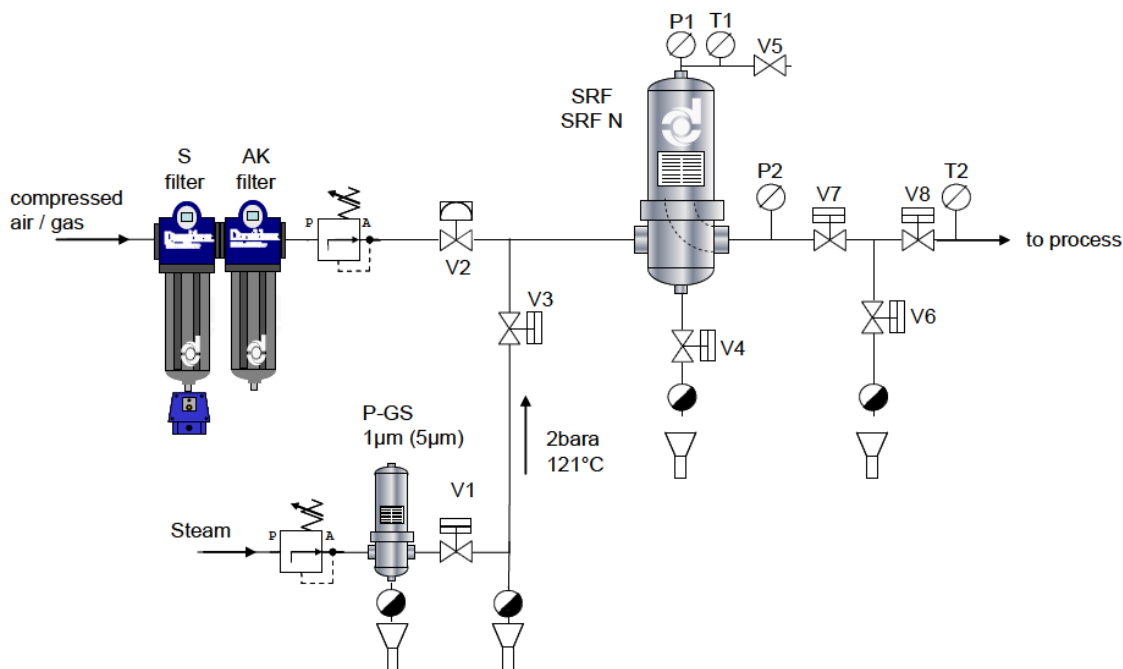 P1
T1
V5
SRF
SRF N
S
filter
AK
filter
P2
V7
V8
T2
compressed
air / gas
P
A
V2
to process
V3
V4
V6
P-GS
1µm (5µm)
2bara
121°C
V1
Steam
P
A